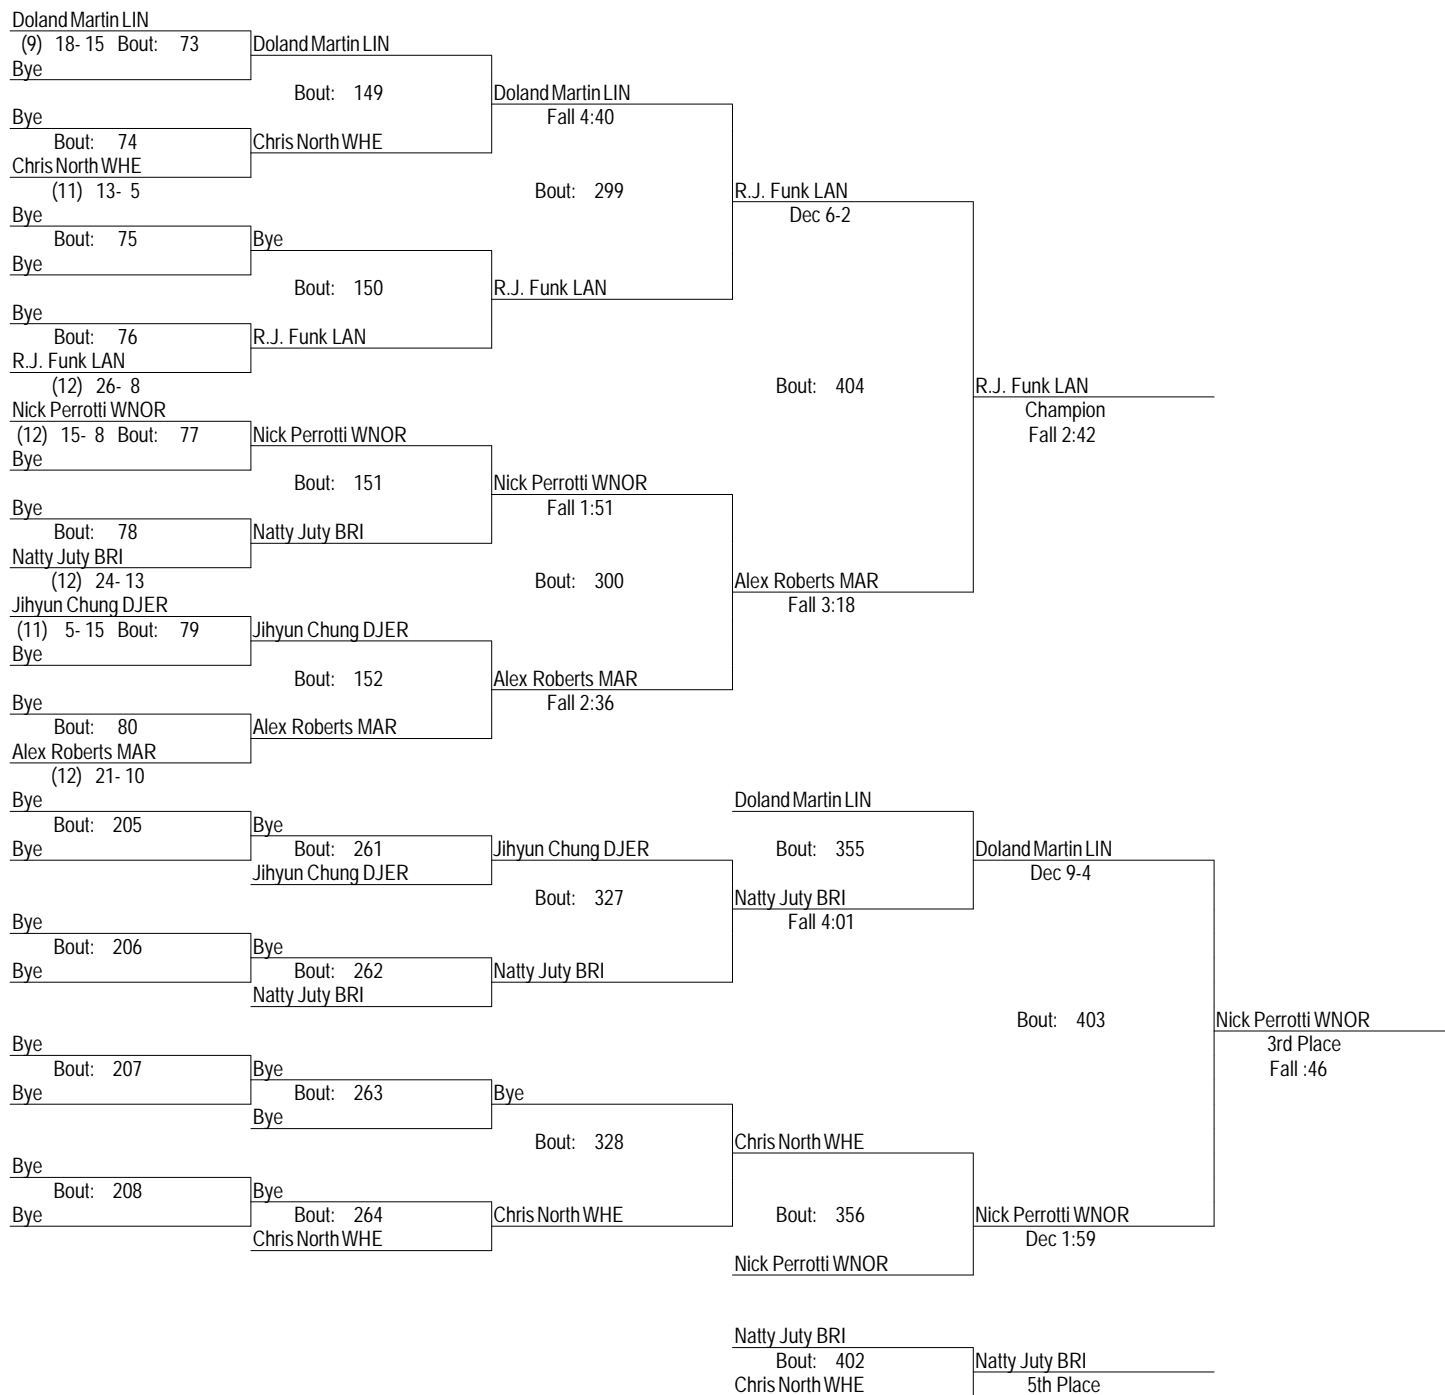 Doland Martin LIN
(9) 18- 15 Bout: 73
Doland Martin LIN
Bye
Bout: 149
Doland Martin LIN
Bye
Fall 4:40
Bout: 74
Chris North WHE
Chris North WHE
(11) 13- 5
Bout: 299
R.J. Funk LAN
Bye
Dec 6-2
Bout: 75
Bye
Bye
Bout: 150
R.J. Funk LAN
Bye
Bout: 76
R.J. Funk LAN
R.J. Funk LAN
(12) 26- 8
Bout: 404
R.J. Funk LAN
Nick Perrotti WNOR
Champion
(12) 15- 8 Bout: 77
Nick Perrotti WNOR
Fall 2:42
Bye
Bout: 151
Nick Perrotti WNOR
Bye
Fall 1:51
Bout: 78
Natty Juty BRI
Natty Juty BRI
(12) 24- 13
Bout: 300
Alex Roberts MAR
Jihyun Chung DJER
Fall 3:18
(11) 5- 15 Bout: 79
Jihyun Chung DJER
Bye
Bout: 152
Alex Roberts MAR
Bye
Fall 2:36
Bout: 80
Alex Roberts MAR
Alex Roberts MAR
(12) 21- 10
Bye
Doland Martin LIN
Bout: 205
Bye
Bye
Bout: 261
Jihyun Chung DJER
Bout: 355
Doland Martin LIN
Jihyun Chung DJER
Dec 9-4
Bout: 327
Natty Juty BRI
Bye
Fall 4:01
Bout: 206
Bye
Bye
Bout: 262
Natty Juty BRI
Natty Juty BRI
Bout: 403
Nick Perrotti WNOR
Bye
3rd Place
Bout: 207
Bye
Fall :46
Bye
Bout: 263
Bye
Bye
Bout: 328
Chris North WHE
Bye
Bout: 208
Bye
Bye
Bout: 264
Chris North WHE
Bout: 356
Nick Perrotti WNOR
Chris North WHE
Dec 1:59
Nick Perrotti WNOR
Natty Juty BRI
Bout: 402
Natty Juty BRI
Chris North WHE
5th Place